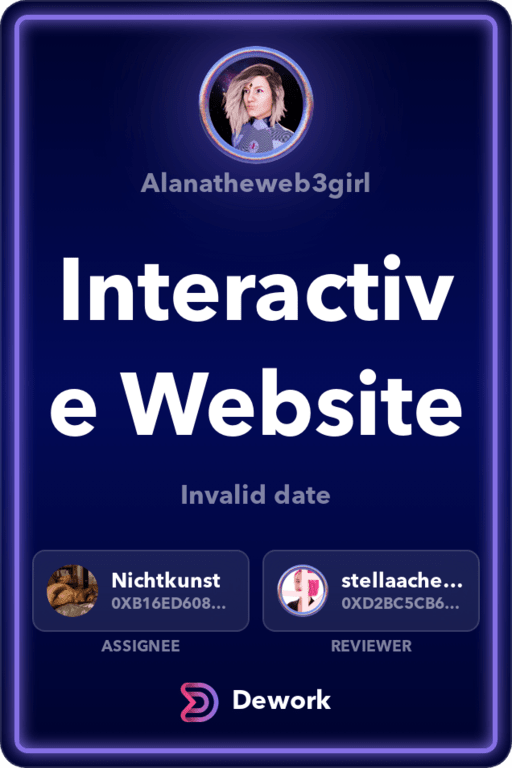 Alanatheweb3girl
Interactiv
e Website
Invalid date
Nichtkunst
0XB16ED608...
stellaache...
0XD2BC5CB6...
ASSIGNEE
REVIEWER
Dework